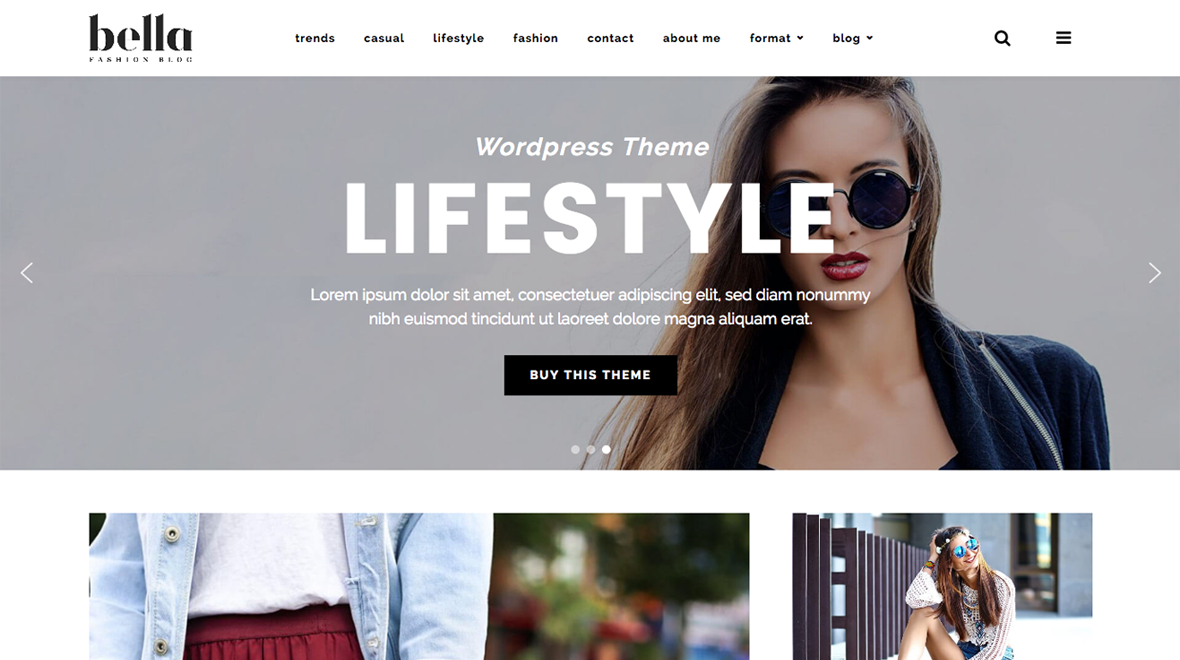 bella
FASHION BLOG
trends casual lifestyle fashion contact about me format blog
Wordpress Theme
LIFESTYLE
Lorem ipsum dolor sit amet, consectetuer adipiscing elit, sed diam nonummy
nibh euismod tincidunt ut laoreet dolore magna aliquam erat.
BUY THIS THEME